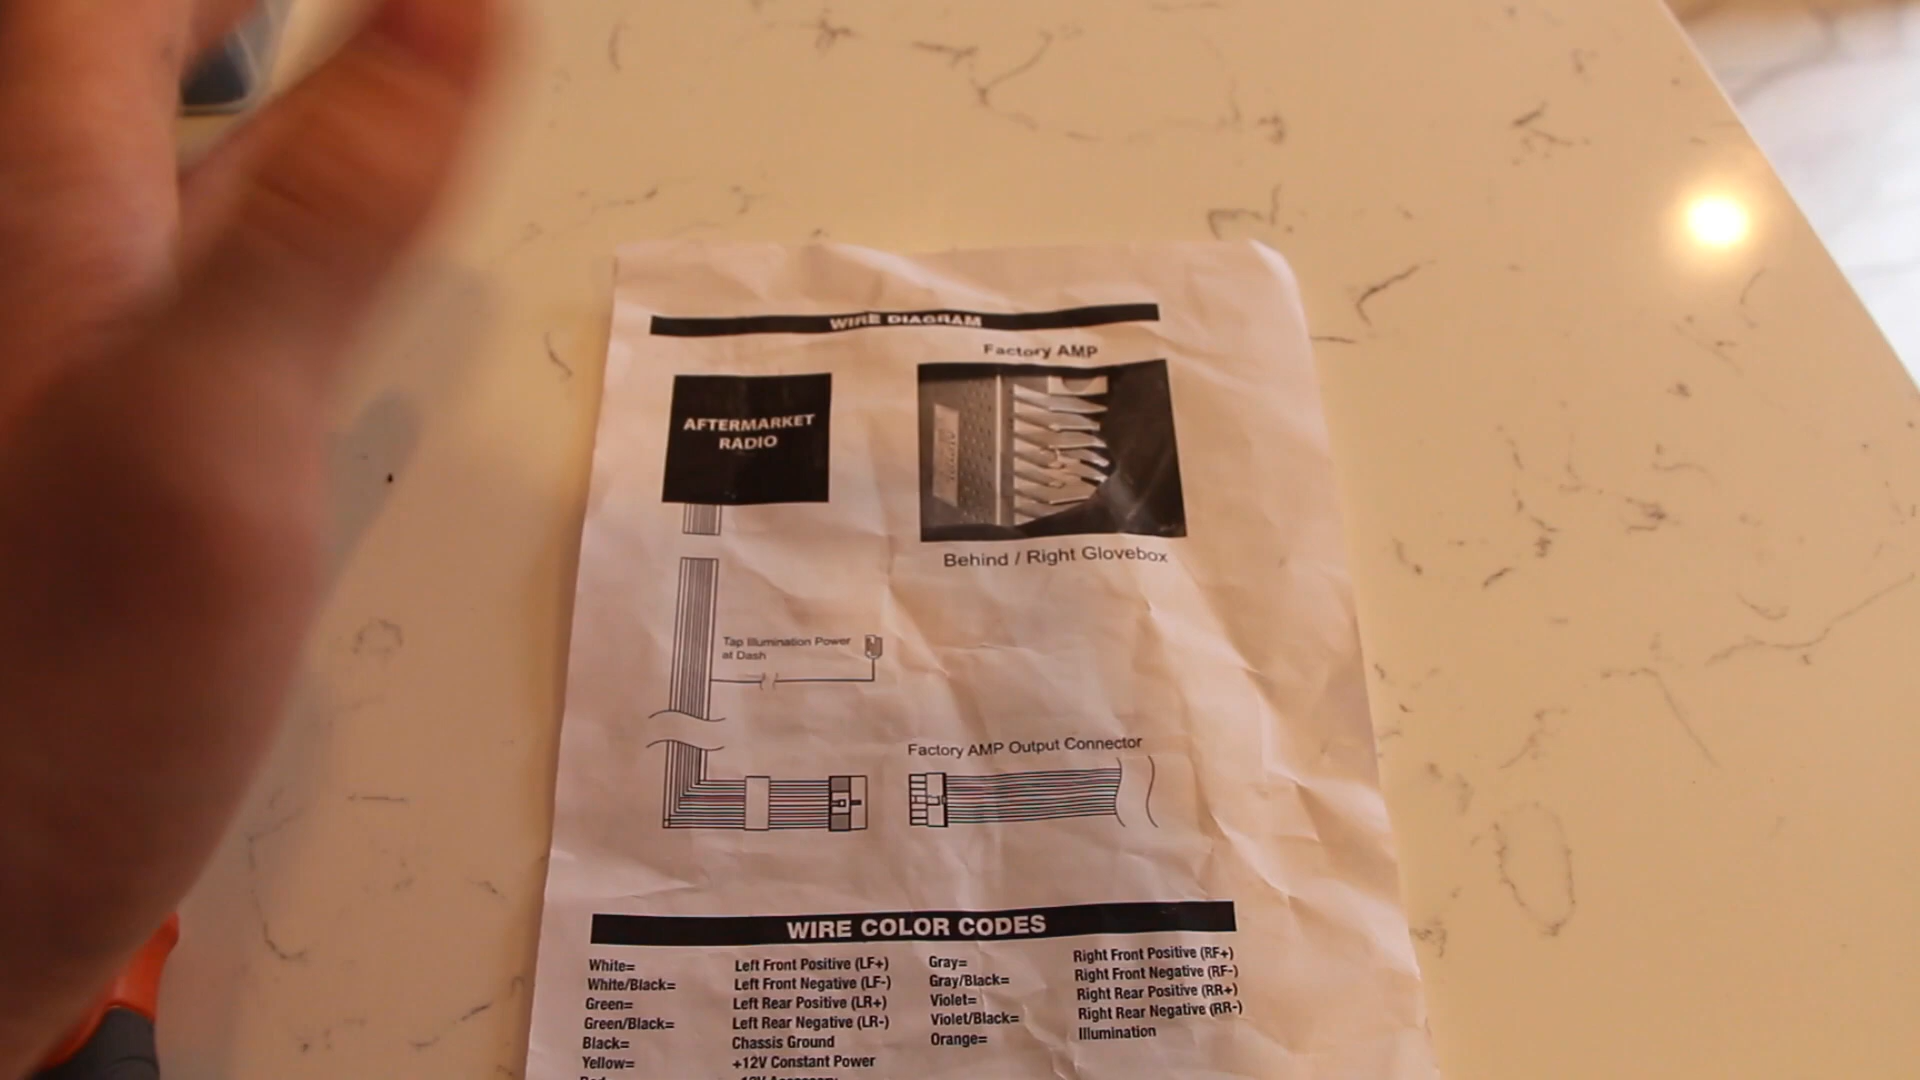 WIRE DIAGRAM
Factory AMP
AFTERMARKET
RADIO
Behind / Right Glovebox
Tap Illumination Power
at Dash
Factory AMP Output Connector
WIRE COLOR CODES
White= Left Front Positive (LF+)
White/Black= Left Front Negative (LF-)
Green= Left Rear Positive (LR+)
Green/Black= Left Rear Negative (LR-)
Black= Chassis Ground
Yellow= +12V Constant Power
Gray= Right Front Positive (RF+)
Gray/Black= Right Front Negative (RF-)
Violet= Right Rear Positive (RR+)
Violet/Black= Right Rear Negative (RR-)
Orange= Illumination